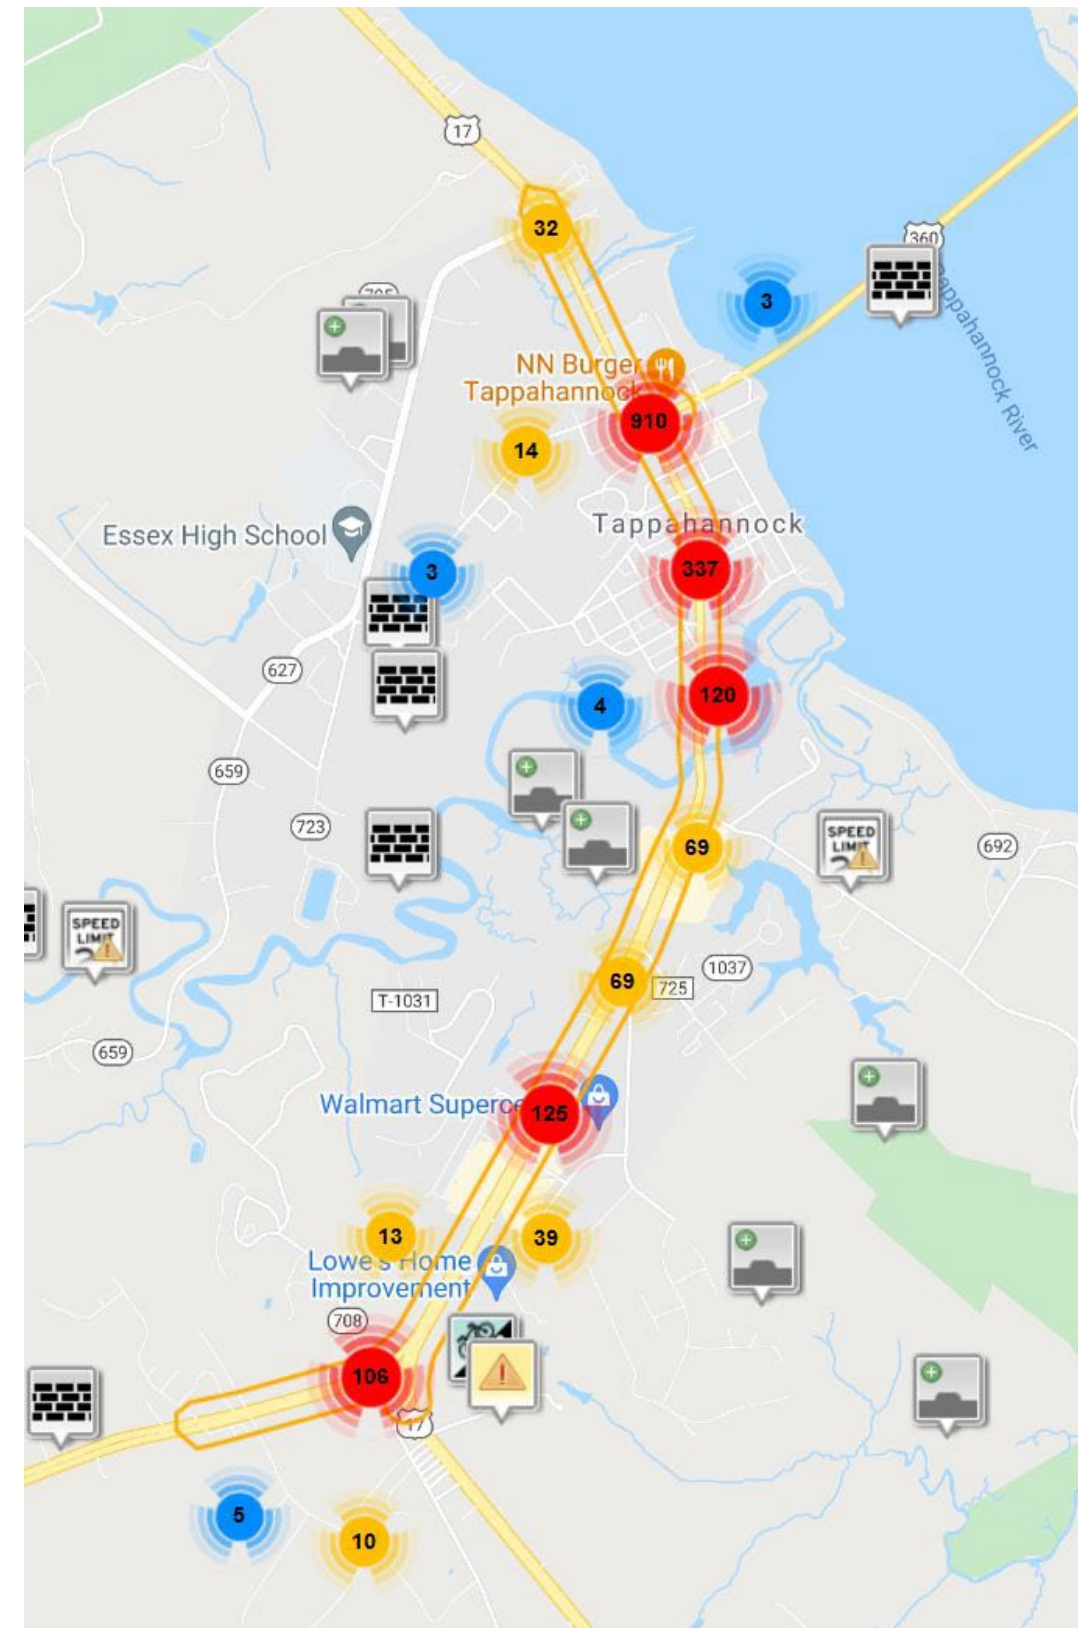 17
32
360
3
NN Burger
Tappahannock
910
14
Tappahannock River
Essex High School
Tappahannock
3
337
627
4
120
659
723
69
SPEED
LIMIT
692
SPEED
LIMIT
69
725
1037
T-1031
659
Walmart Superce
125
13
39
Lowe's Home
Improvement
708
106
17
5
10